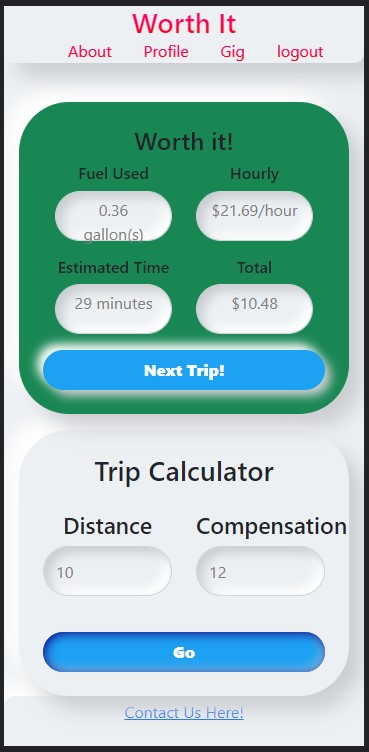 Worth It
About Profile Gig logout
Worth it!
Fuel Used Hourly
0.36 gallon(s) $21.69/hour
Estimated Time Total
29 minutes $10.48
Next Trip!
Trip Calculator
Distance Compensation
10 12
Go
Contact Us Here!